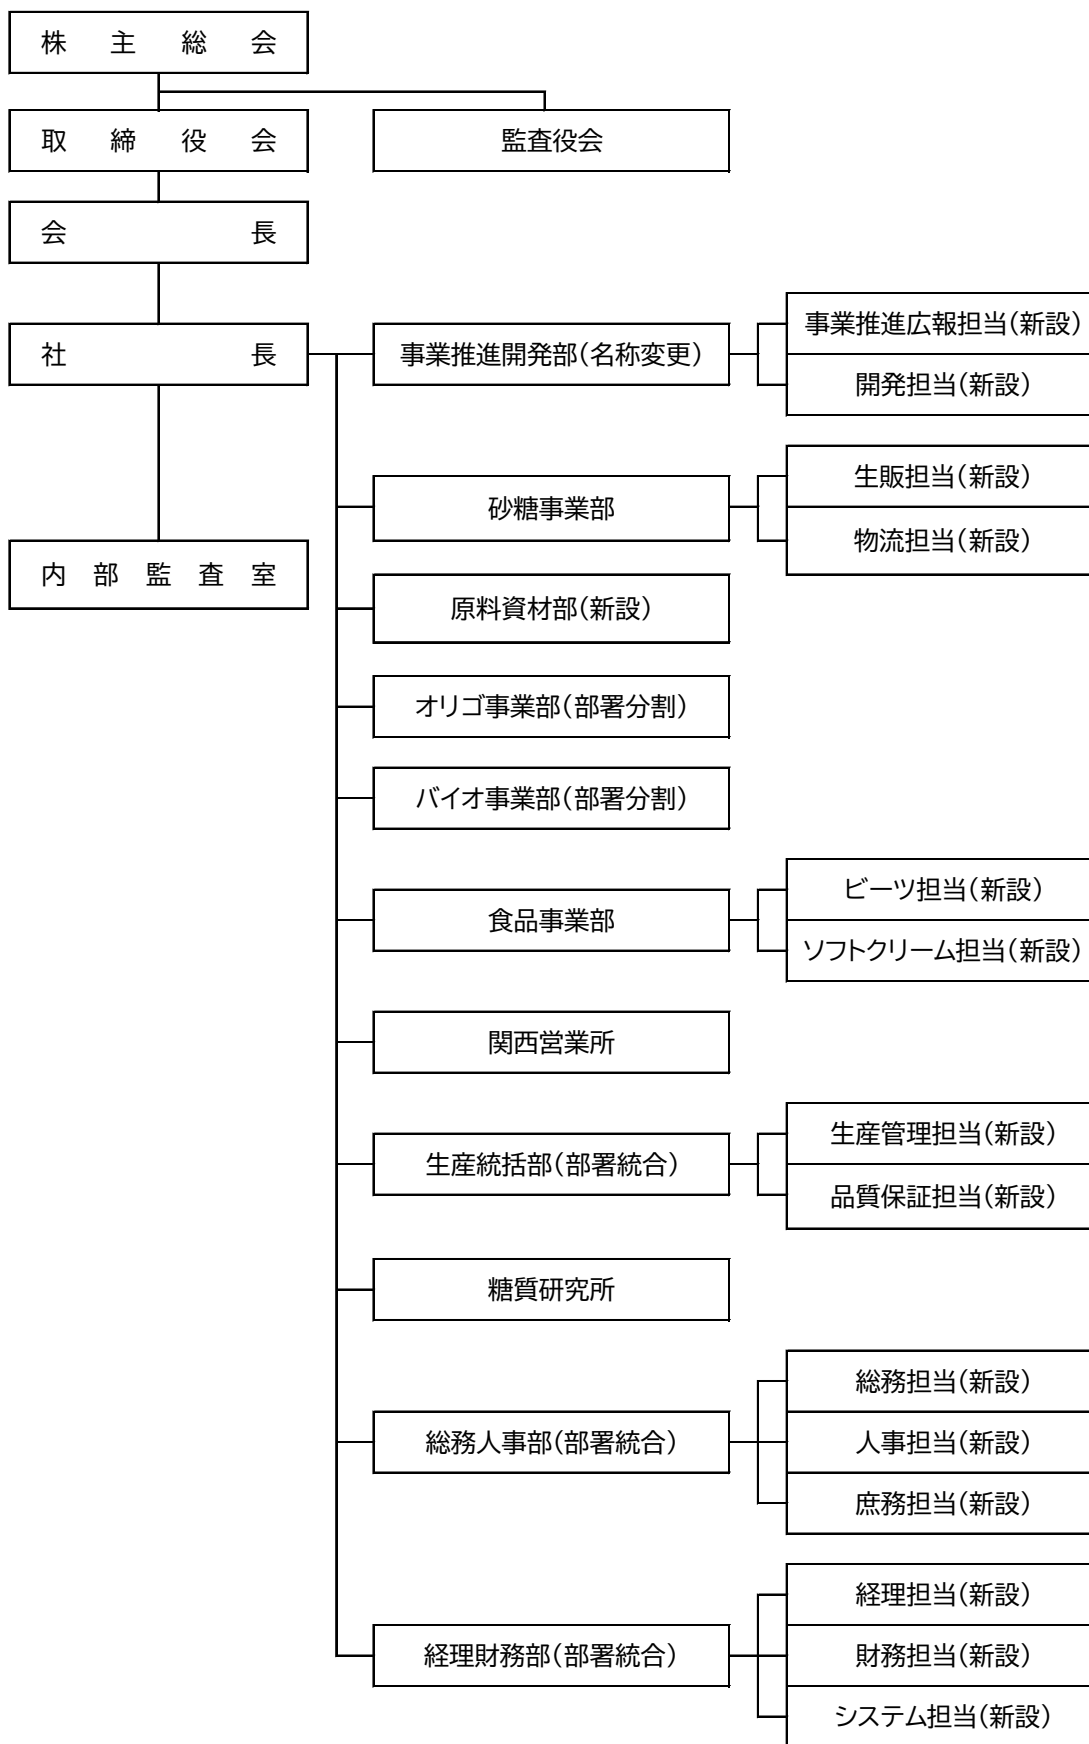 株主総会
取締役会
監査役会
会長
社長
事業推進開発部(名称変更)
事業推進広報担当(新設)
開発担当(新設)
砂糖事業部
生販担当(新設)
物流担当(新設)
内部監査室
原料資材部(新設)
オリゴ事業部(部署分割)
バイオ事業部(部署分割)
食品事業部
ビーツ担当(新設)
ソフトクリーム担当(新設)
関西営業所
生産統括部(部署統合)
生産管理担当(新設)
品質保証担当(新設)
糖質研究所
総務人事部(部署統合)
総務担当(新設)
人事担当(新設)
庶務担当(新設)
経理財務部(部署統合)
経理担当(新設)
財務担当(新設)
システム担当(新設)